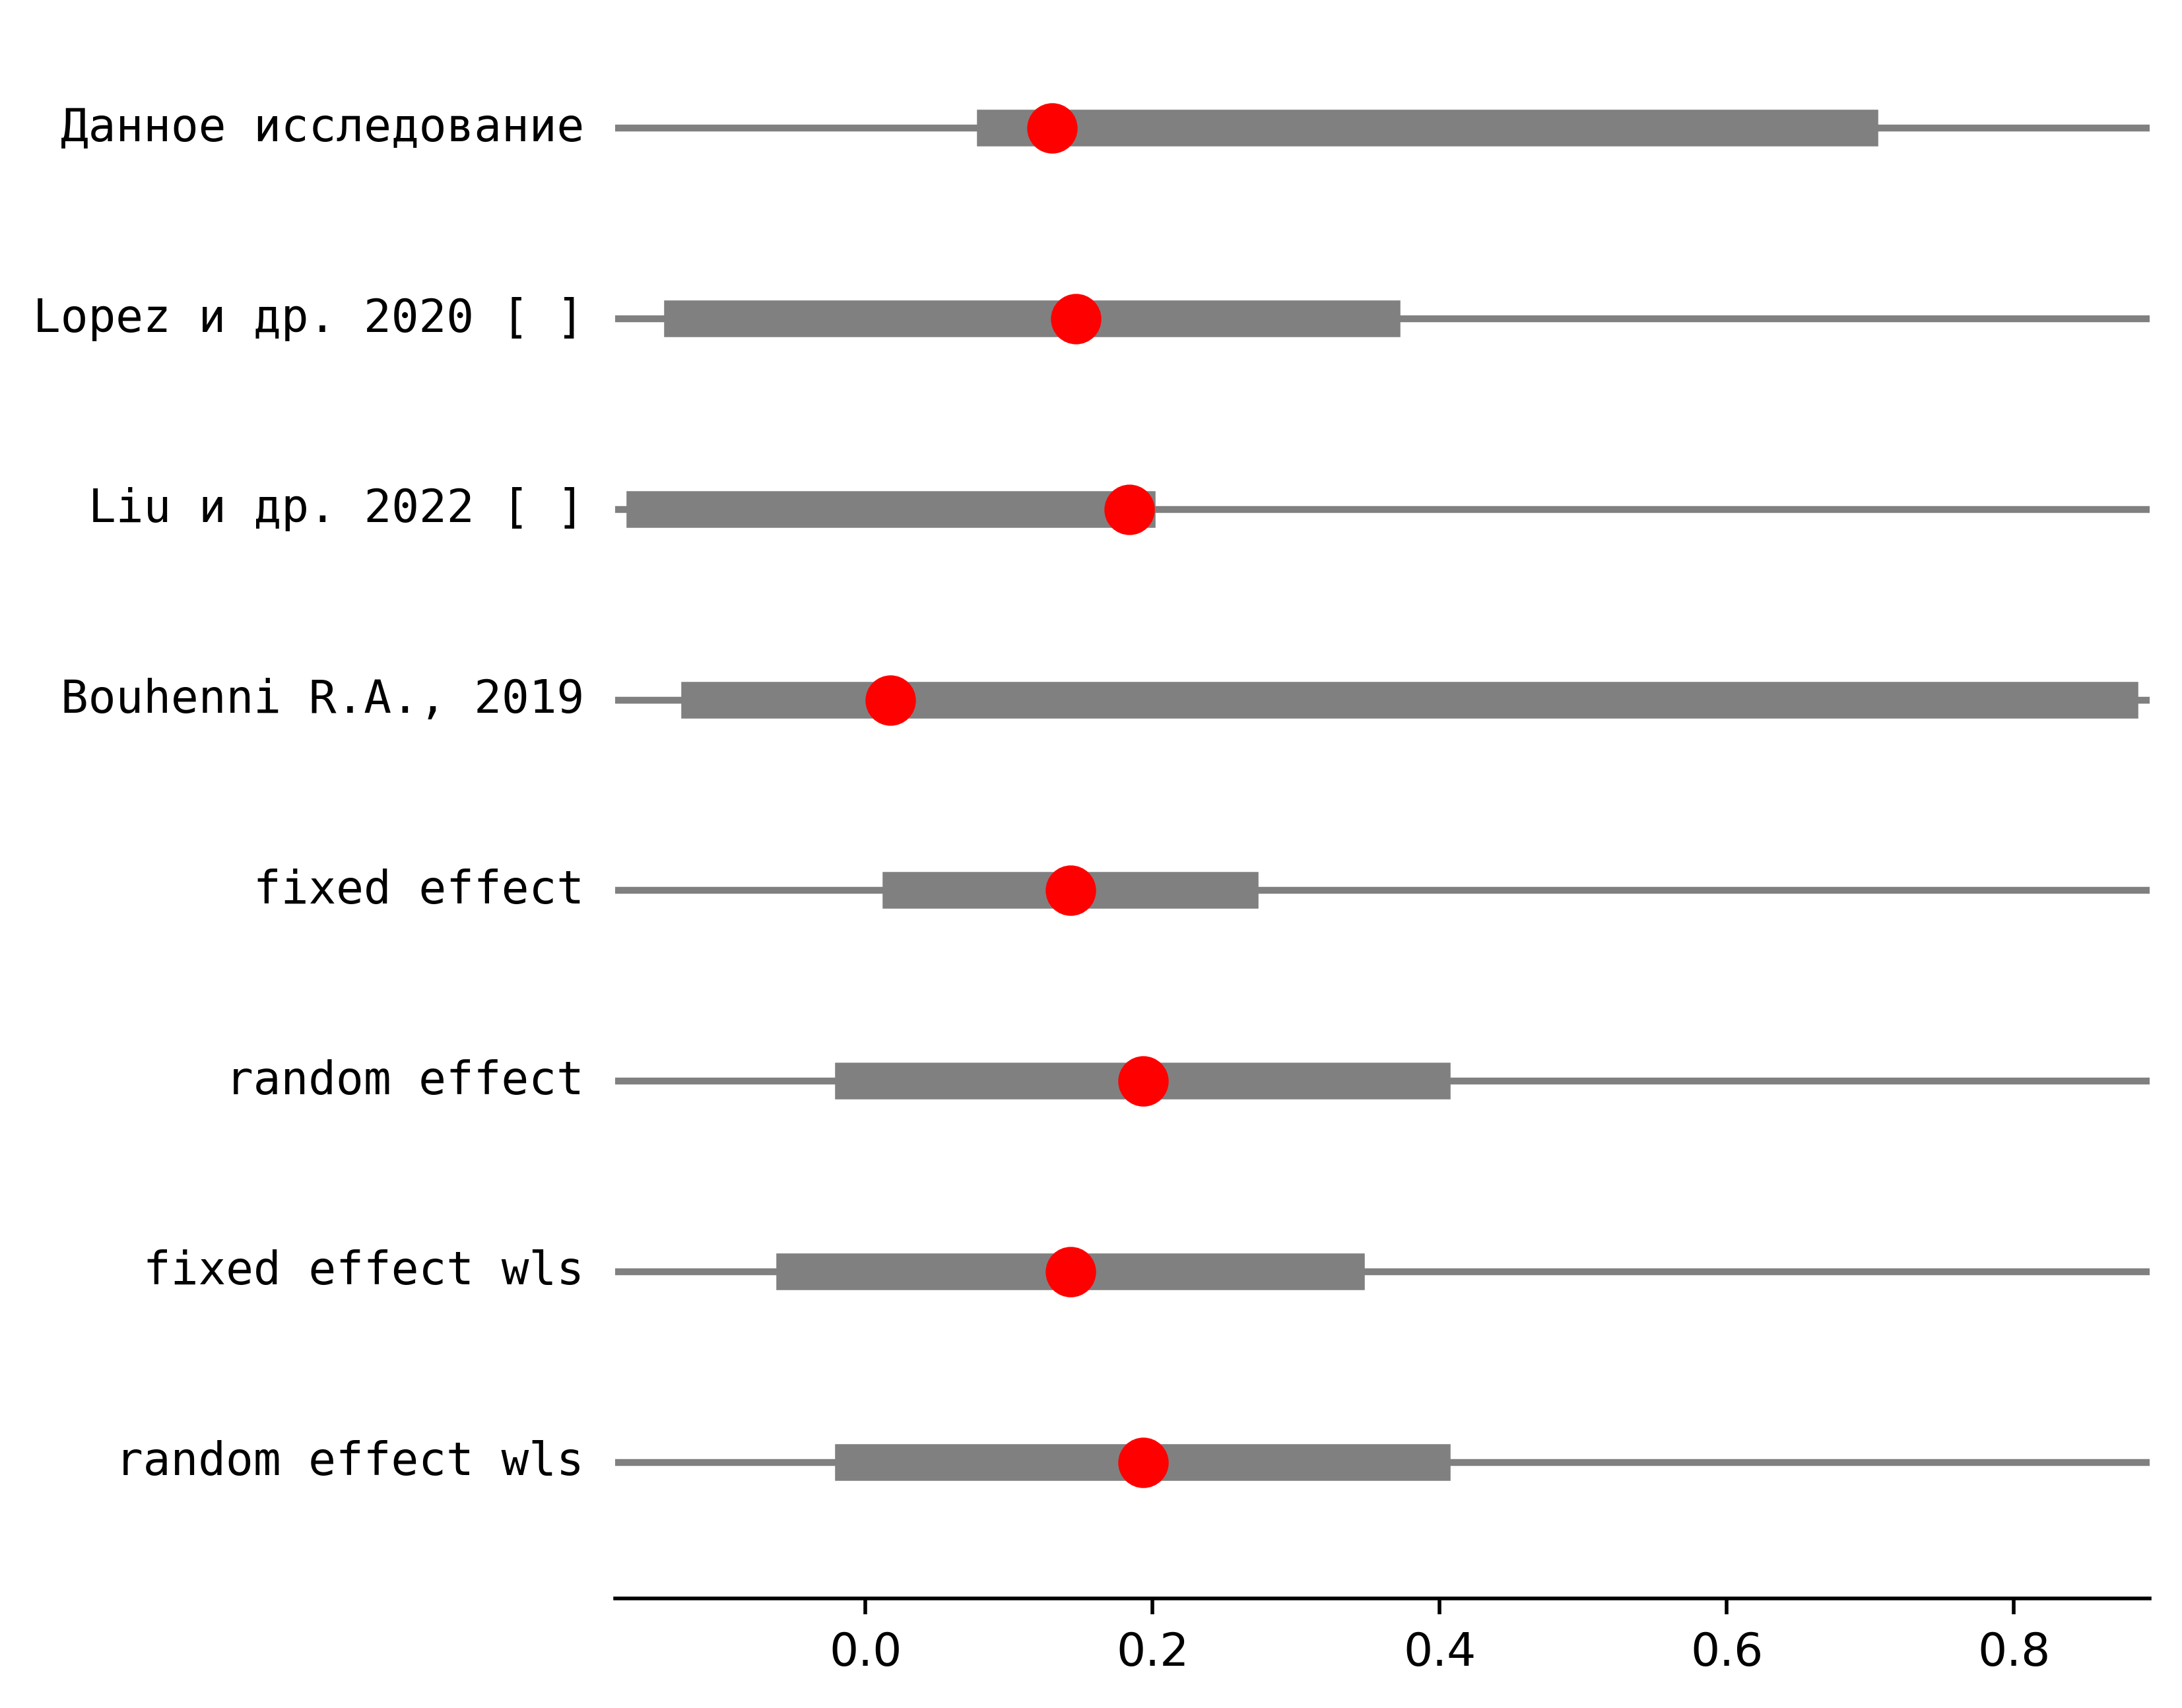 Данное исследование
Lopez и др. 2020 [ ]
Liu и др. 2022 [ ]
Bouhenni R.A., 2019
fixed effect
random effect
fixed effect wls
random effect wls
0.0 0.2 0.4 0.6 0.8